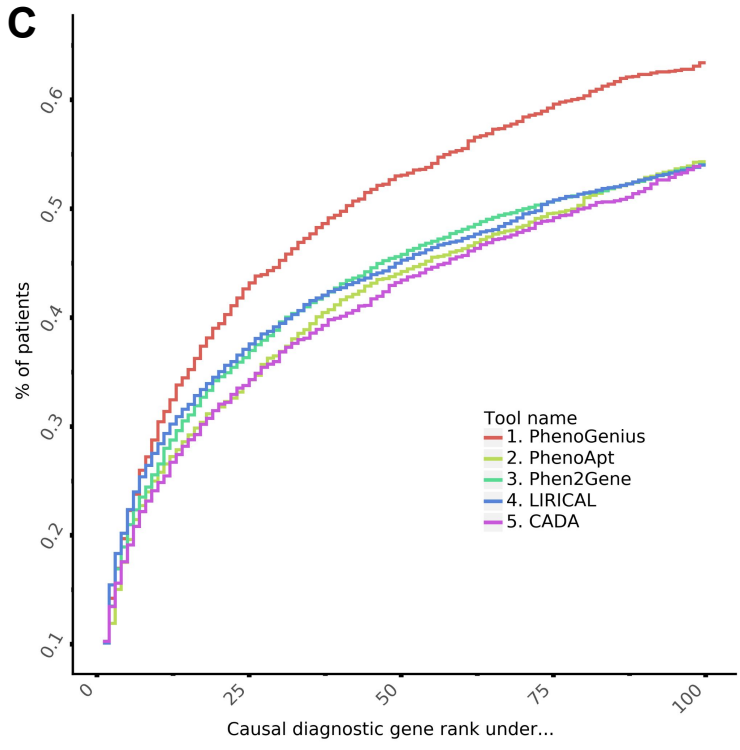 C
% of patients
0.6
0.5
0.4
0.3
0.2
0.1
Tool name
1. PhenoGenius
2. PhenoApt
3. Phen2Gene
4. LIRICAL
5. CADA
0
25
50
75
100
Causal diagnostic gene rank under...